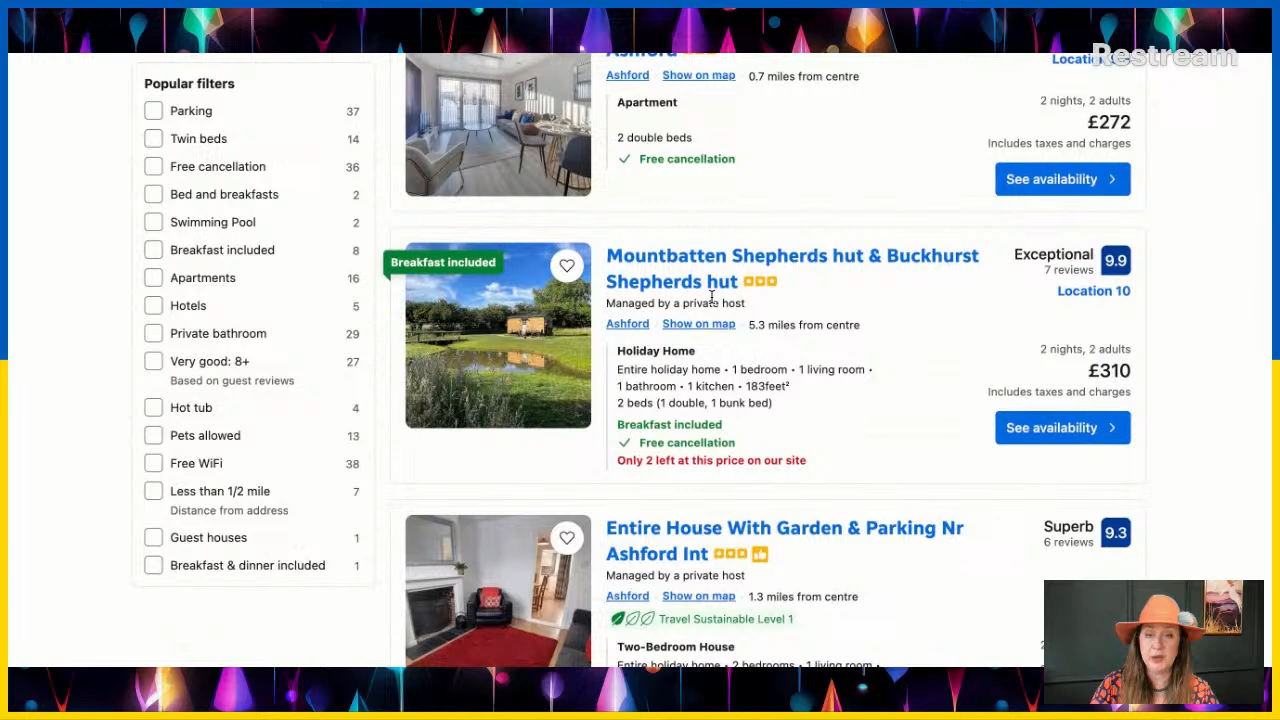 Restream
Popular filters
Parking 37
Twin beds 14
Free cancellation 36
Bed and breakfasts 2
Swimming Pool 2
Breakfast included 8
Apartments 16
Hotels 5
Private bathroom 29
Very good: 8+ 27
Based on guest reviews
Hot tub 4
Pets allowed 13
Free WiFi 38
Less than 1/2 mile 7
Distance from address
Guest houses 1
Breakfast & dinner included 1
Ashford
Ashford Show on map 0.7 miles from centre
Apartment
2 double beds
✓ Free cancellation
2 nights, 2 adults
£272
Includes taxes and charges
See availability
Breakfast included
Mountbatten Shepherds hut & Buckhurst
Shepherds hut
Managed by a private host
Ashford Show on map 5.3 miles from centre
Holiday Home
Entire holiday home • 1 bedroom • 1 living room •
1 bathroom • 1 kitchen • 183feet²
2 beds (1 double, 1 bunk bed)
Breakfast included
✓ Free cancellation
Only 2 left at this price on our site
Exceptional 9.9
7 reviews
Location 10
2 nights, 2 adults
£310
Includes taxes and charges
See availability
Entire House With Garden & Parking Nr
Ashford Int
Managed by a private host
Ashford Show on map 1.3 miles from centre
Travel Sustainable Level 1
Two-Bedroom House
Entire holiday home • 2 bedrooms • 1 living room •
Superb 9.3
6 reviews